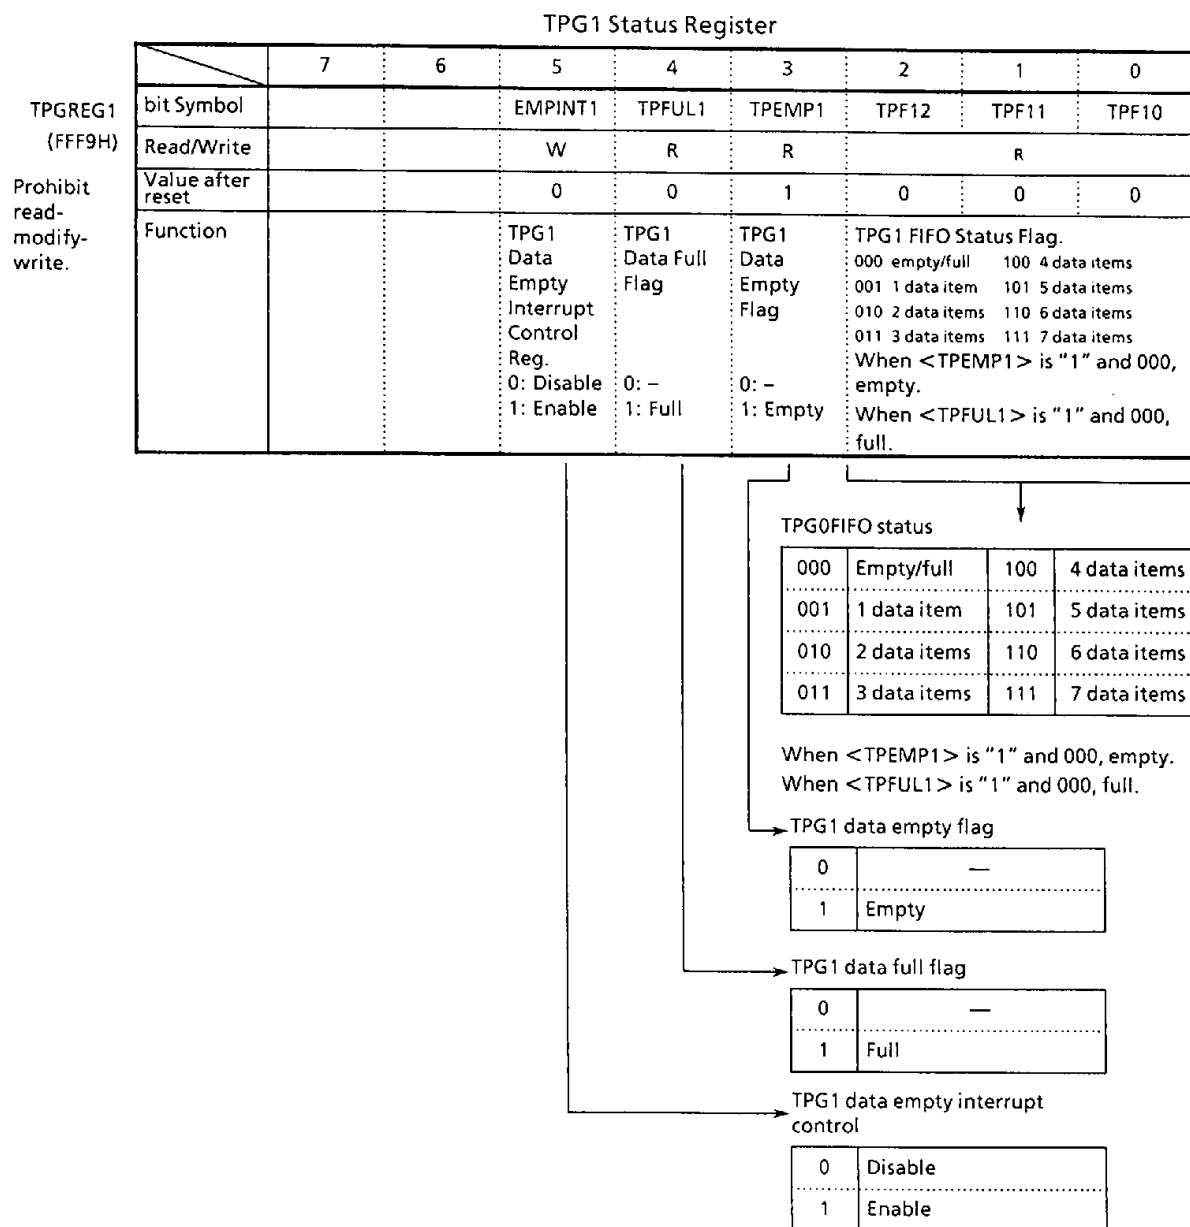 TPG1 Status Register
7 6 5 4 3 2 1 0
TPGREG1
(FFF9H)
Prohibit
read-
modify-
write.
bit Symbol EMPINT1 TPFUL1 TPEMP1 TPF12 TPF11 TPF10
Read/Write W R R R
Value after
reset
0 0 1 0 0 0
Function
TPG1
Data
Empty
Interrupt
Control
Reg.
0: Disable
1: Enable
TPG1
Data Full
Flag
0: –
1: Full
TPG1
Data
Empty
Flag
0: –
1: Empty
TPG1 FIFO Status Flag.
000 empty/full 100 4 data items
001 1 data item 101 5 data items
010 2 data items 110 6 data items
011 3 data items 111 7 data items
When <TPEMP1> is "1" and 000,
empty.
When <TPFUL1> is "1" and 000,
full.
TPG0FIFO status
000 Empty/full 100 4 data items
001 1 data item 101 5 data items
010 2 data items 110 6 data items
011 3 data items 111 7 data items
When <TPEMP1> is "1" and 000, empty.
When <TPFUL1> is "1" and 000, full.
TPG1 data empty flag
0 —
1 Empty
TPG1 data full flag
0 —
1 Full
TPG1 data empty interrupt
control
0 Disable
1 Enable